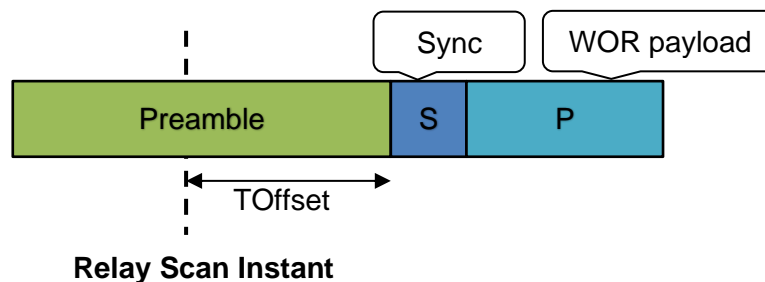 Sync
WOR payload
Preamble
S
P
TOffset
Relay Scan Instant